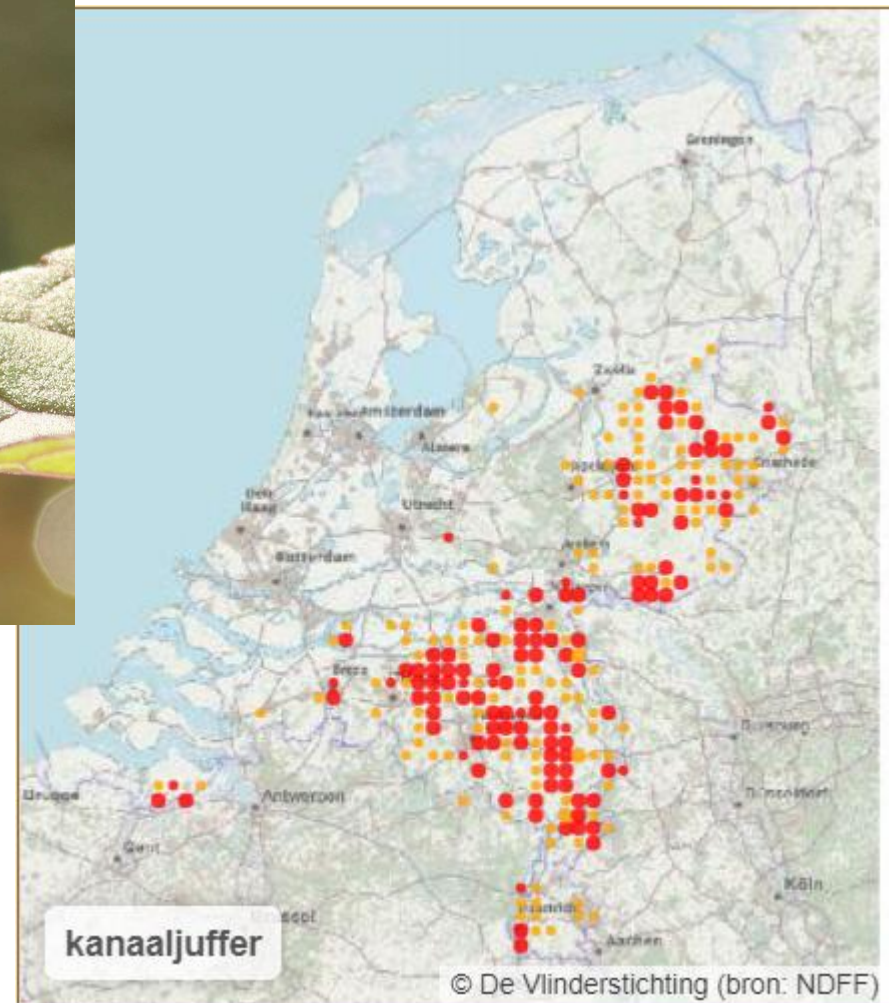 Groningen
Zwolle
Amsterdam
Almere
Enschede
Den
Haag
Utrecht
Rotterdam
Arnhem
Breda
Duisburg
Brugge
Antwerpen
Düsseldorf
Gent
Köln
Aachen
kanaaljuffer
© De Vlinderstichting (bron: NDFF)